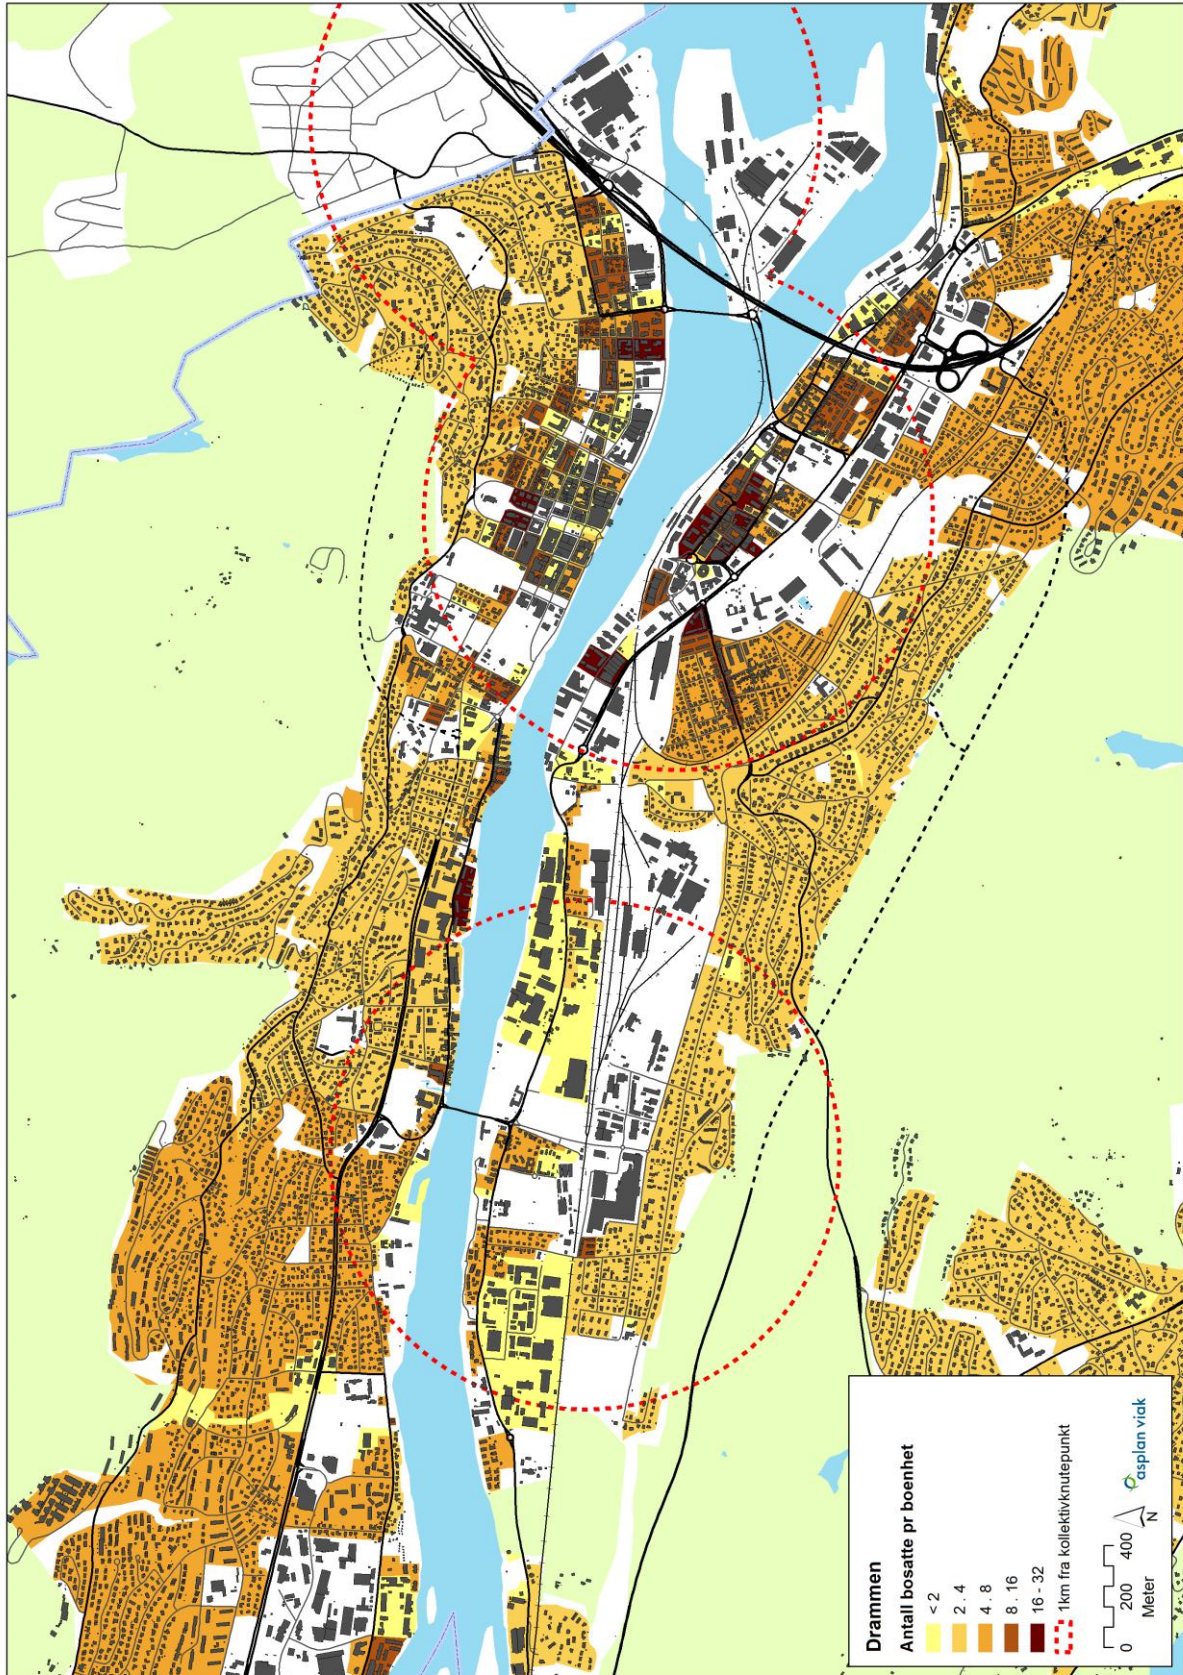 Drammen
Antall bosatte pr boenhet
< 2
2 . 4
4 . 8
8 . 16
16 - 32
1km fra kollektivknutepunkt
0 200 400
Meter
N
asplan viak